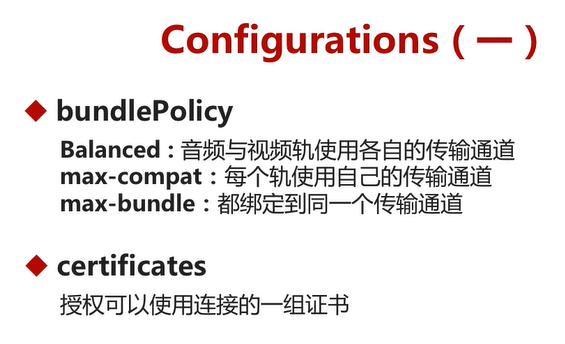 Configurations（一）
bundlePolicy
Balanced：音频与视频轨使用各自的传输通道
max-compat：每个轨使用自己的传输通道
max-bundle：都绑定到同一个传输通道
certificates
授权可以使用连接的一组证书